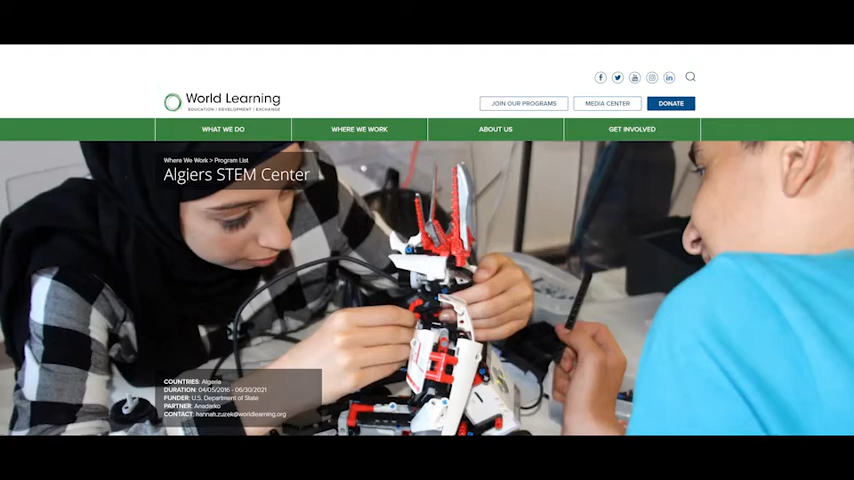 World Learning
EDUCATION | DEVELOPMENT | EXCHANGE
JOIN OUR PROGRAMS
MEDIA CENTER
DONATE
WHAT WE DO
WHERE WE WORK
ABOUT US
GET INVOLVED
Where We Work > Program List
Algiers STEM Center
COUNTRIES: Algeria
DURATION: 04/05/2016 - 06/30/2021
FUNDER: U.S. Department of State
PARTNER: Anadarko
CONTACT: hannah.zuzek@worldlearning.org